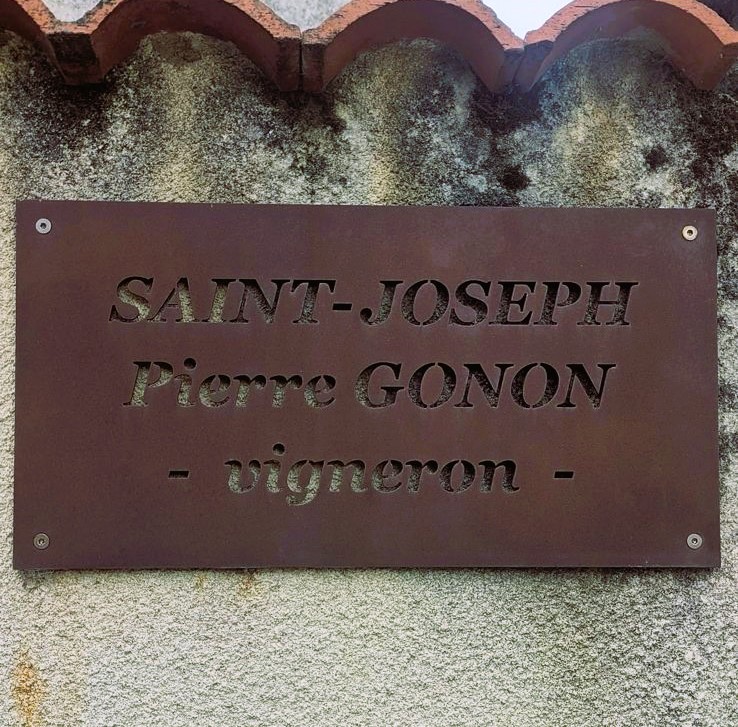 SAINT-JOSEPH
Pierre GONON
- vigneron -